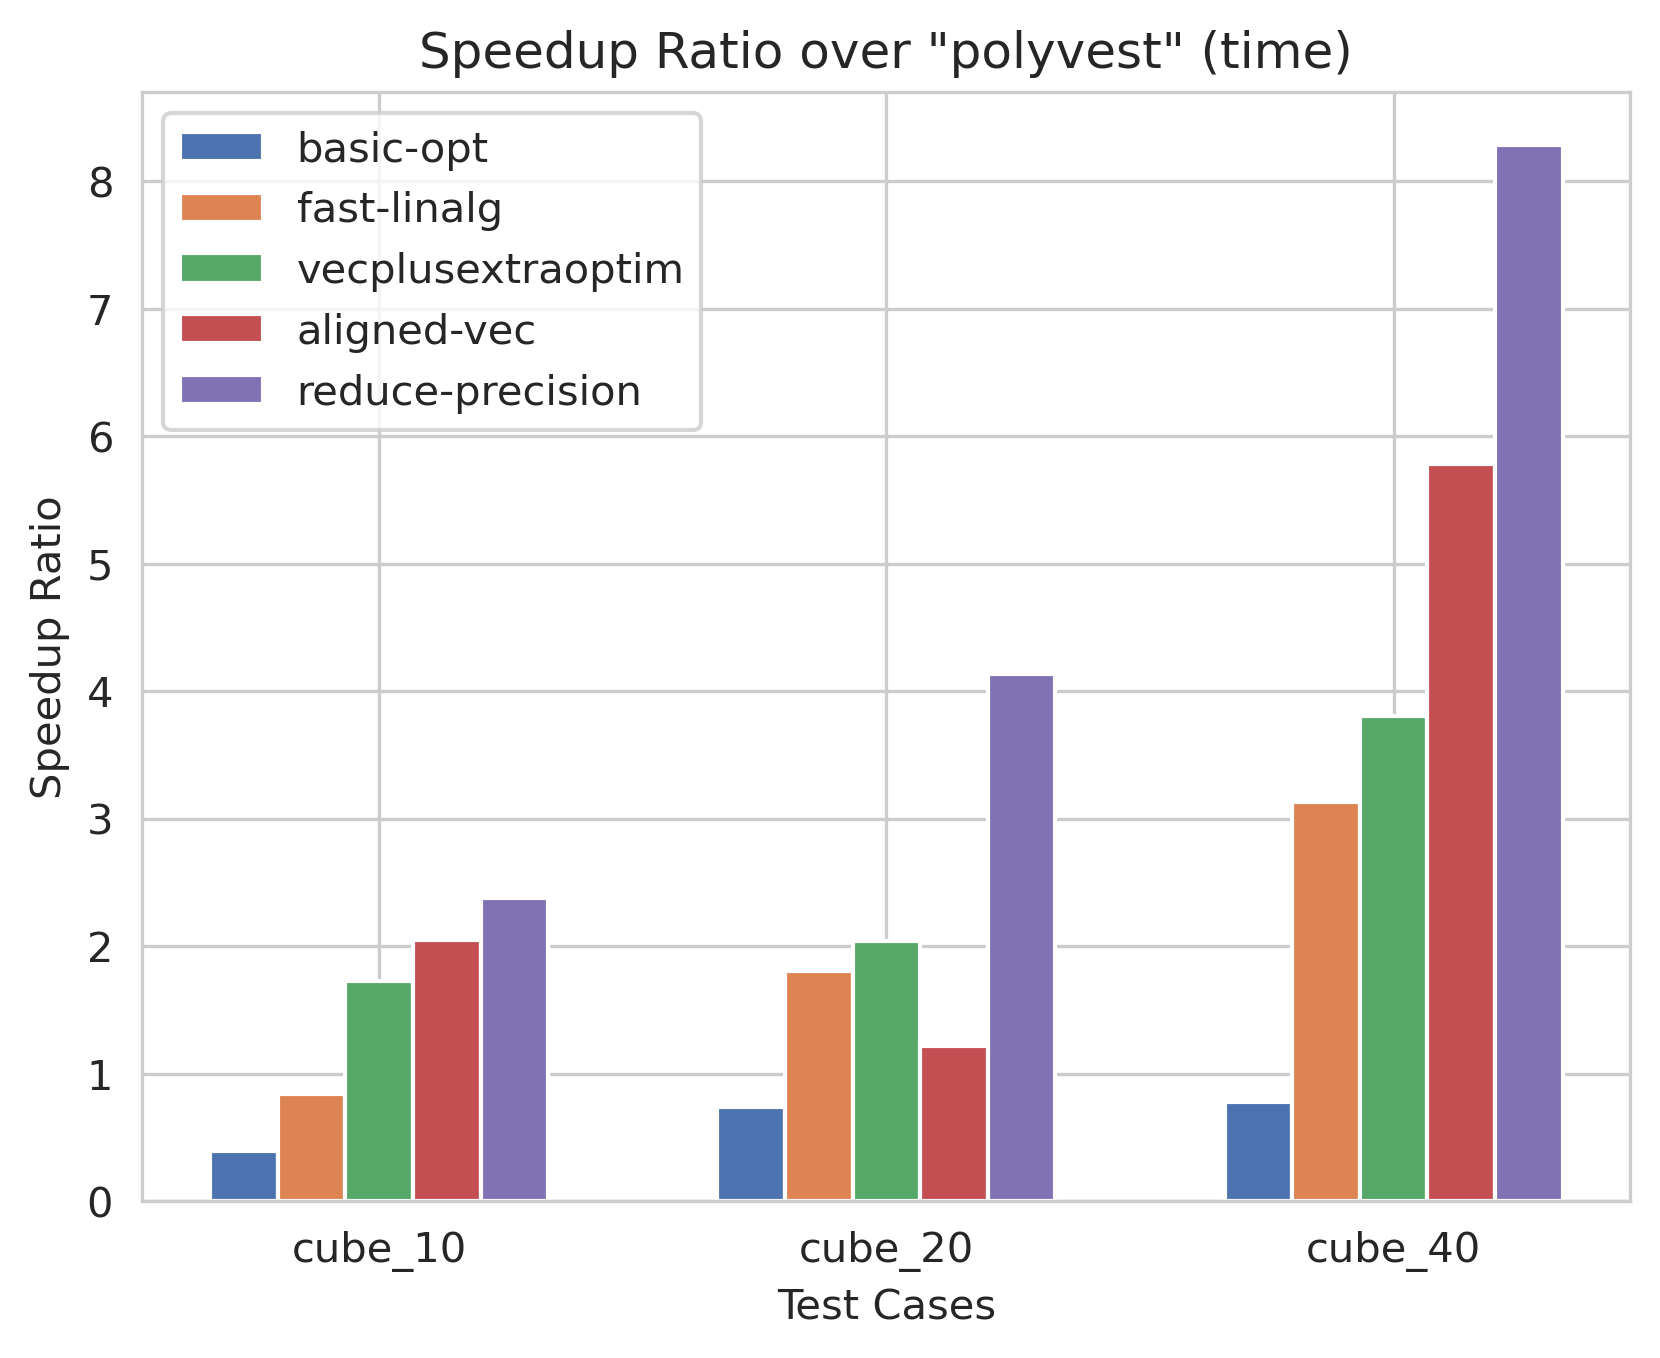 Speedup Ratio over "polyvest" (time)
basic-opt
fast-linalg
vecplusextraoptim
aligned-vec
reduce-precision
Speedup Ratio
8
7
6
5
4
3
2
1
0
cube_10
cube_20
cube_40
Test Cases